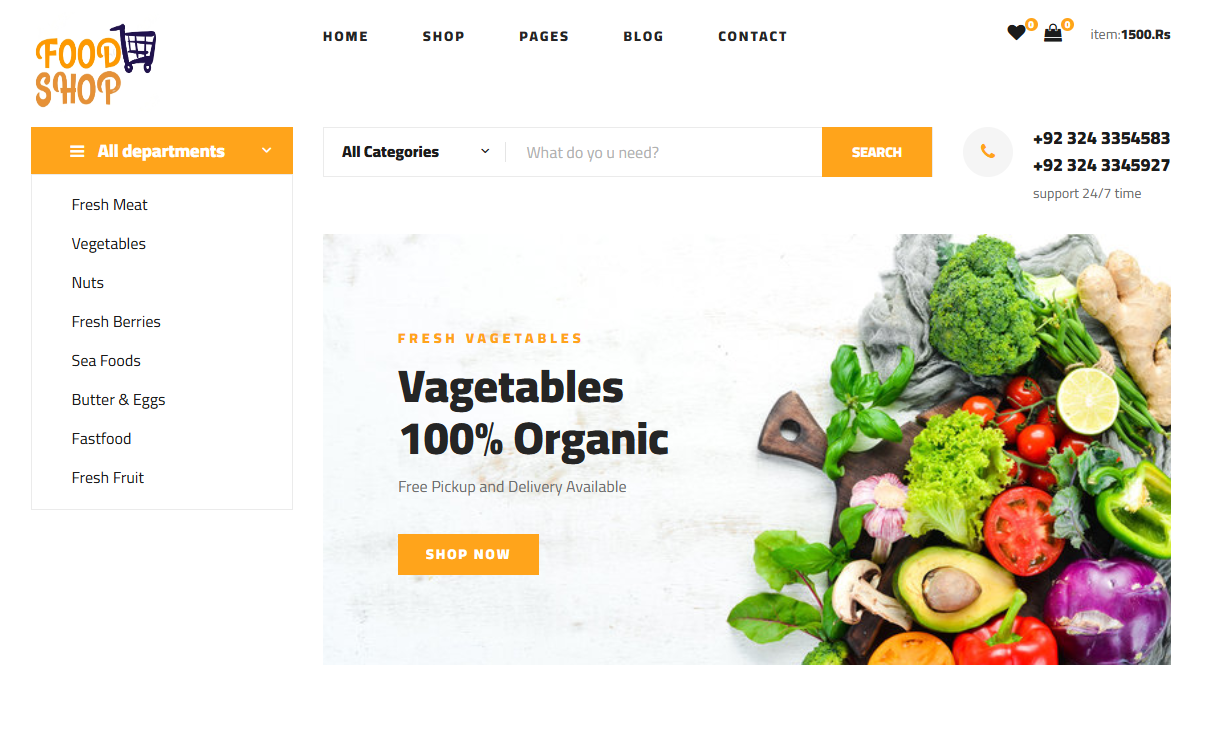 FOOD
SHOP
HOME SHOP PAGES BLOG CONTACT
0 0 item:1500.Rs
All departments
All Categories What do yo u need? SEARCH
+92 324 3354583
+92 324 3345927
support 24/7 time
Fresh Meat
Vegetables
Nuts
Fresh Berries
Sea Foods
Butter & Eggs
Fastfood
Fresh Fruit
FRESH VAGETABLES
Vagetables
100% Organic
Free Pickup and Delivery Available
SHOP NOW